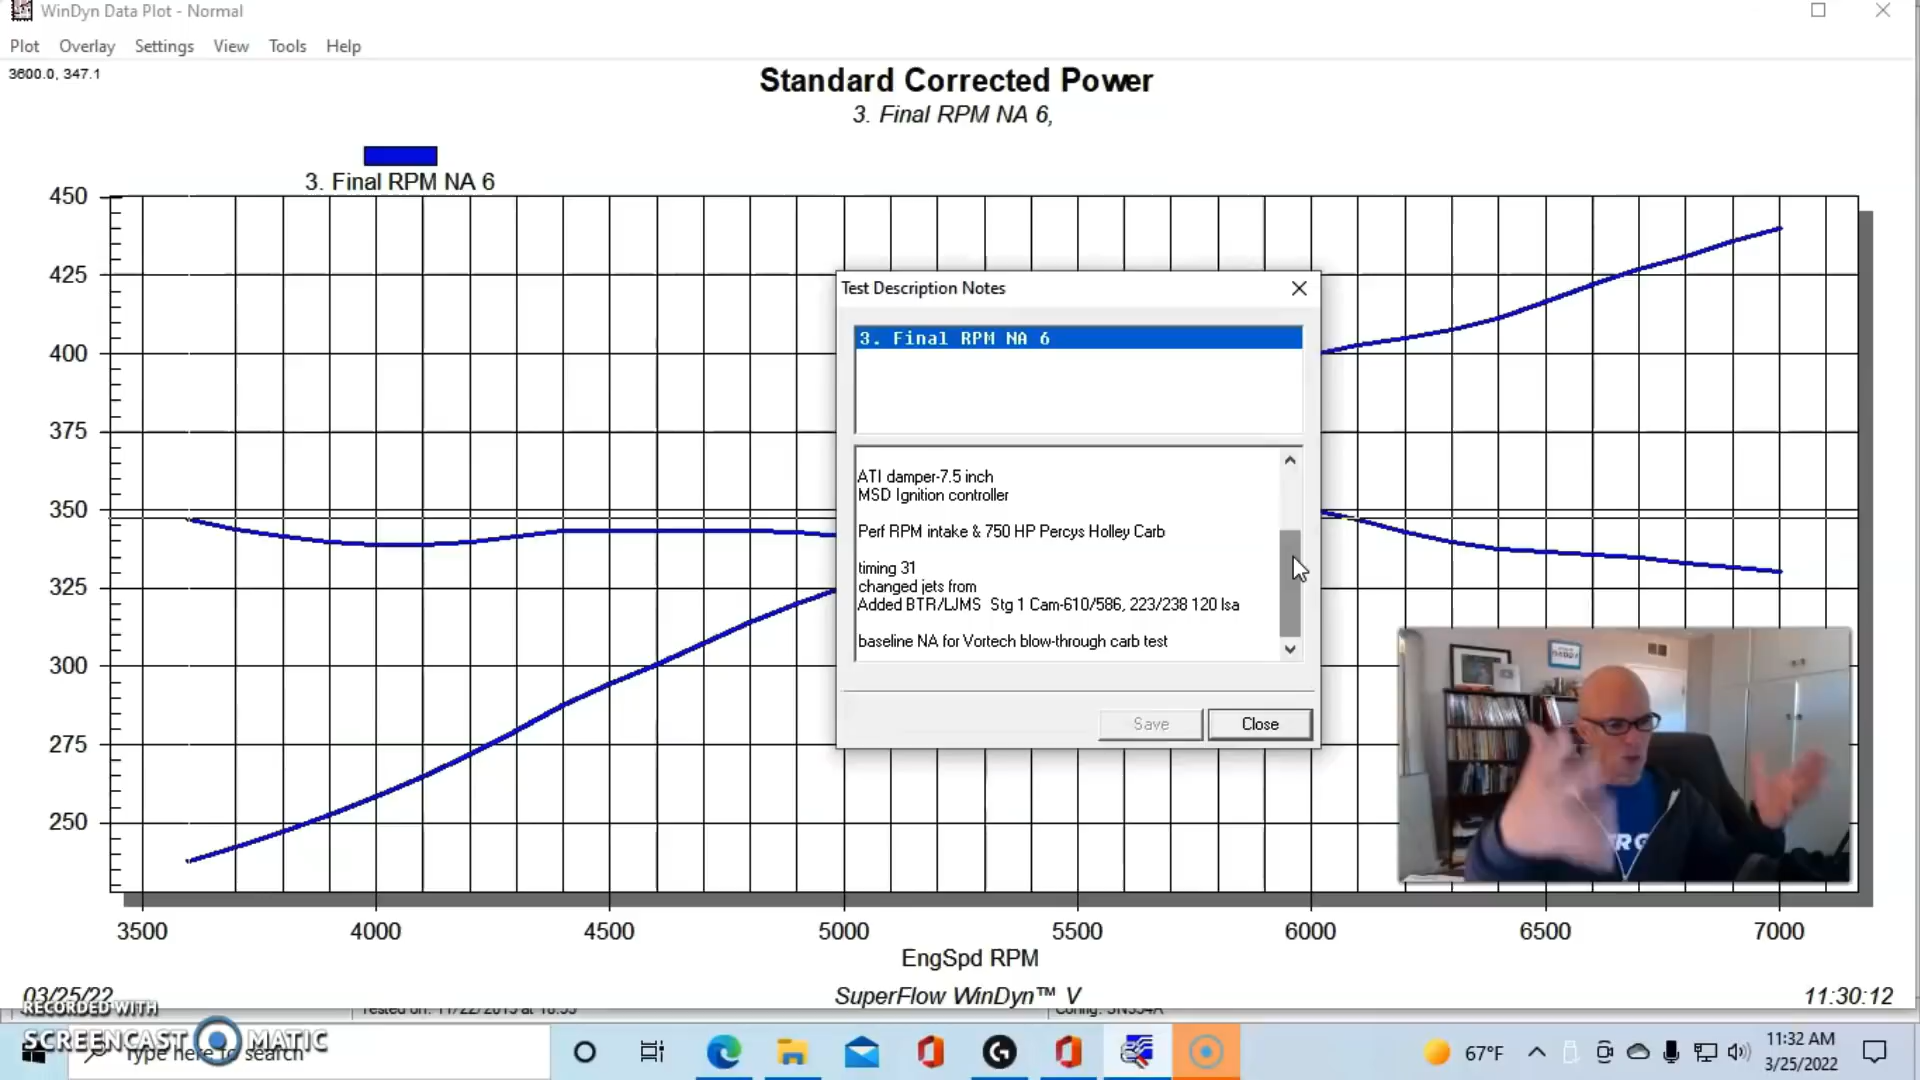 WinDyn Data Plot - Normal
Plot Overlay Settings View Tools Help
3600.0, 347.1
Standard Corrected Power
3. Final RPM NA 6,
3. Final RPM NA 6
450
425
400
375
350
325
300
275
250
Test Description Notes
3. Final RPM NA 6
ATI damper-7.5 inch
MSD Ignition controller
Perf RPM intake & 750 HP Percys Holley Carb
timing 31
changed jets from
Added BTR/LJMS Stg 1 Cam-610/586, 223/238 120 lsa
baseline NA for Vortech blow-through carb test
Save Close
3500 4000 4500 5000 5500 6000 6500 7000
EngSpd RPM
03/25/22 SuperFlow WinDyn™ V 11:30:12
RECORDED WITH
SCREENCAST MATIC
Type here to search
67°F
11:32 AM
3/25/2022